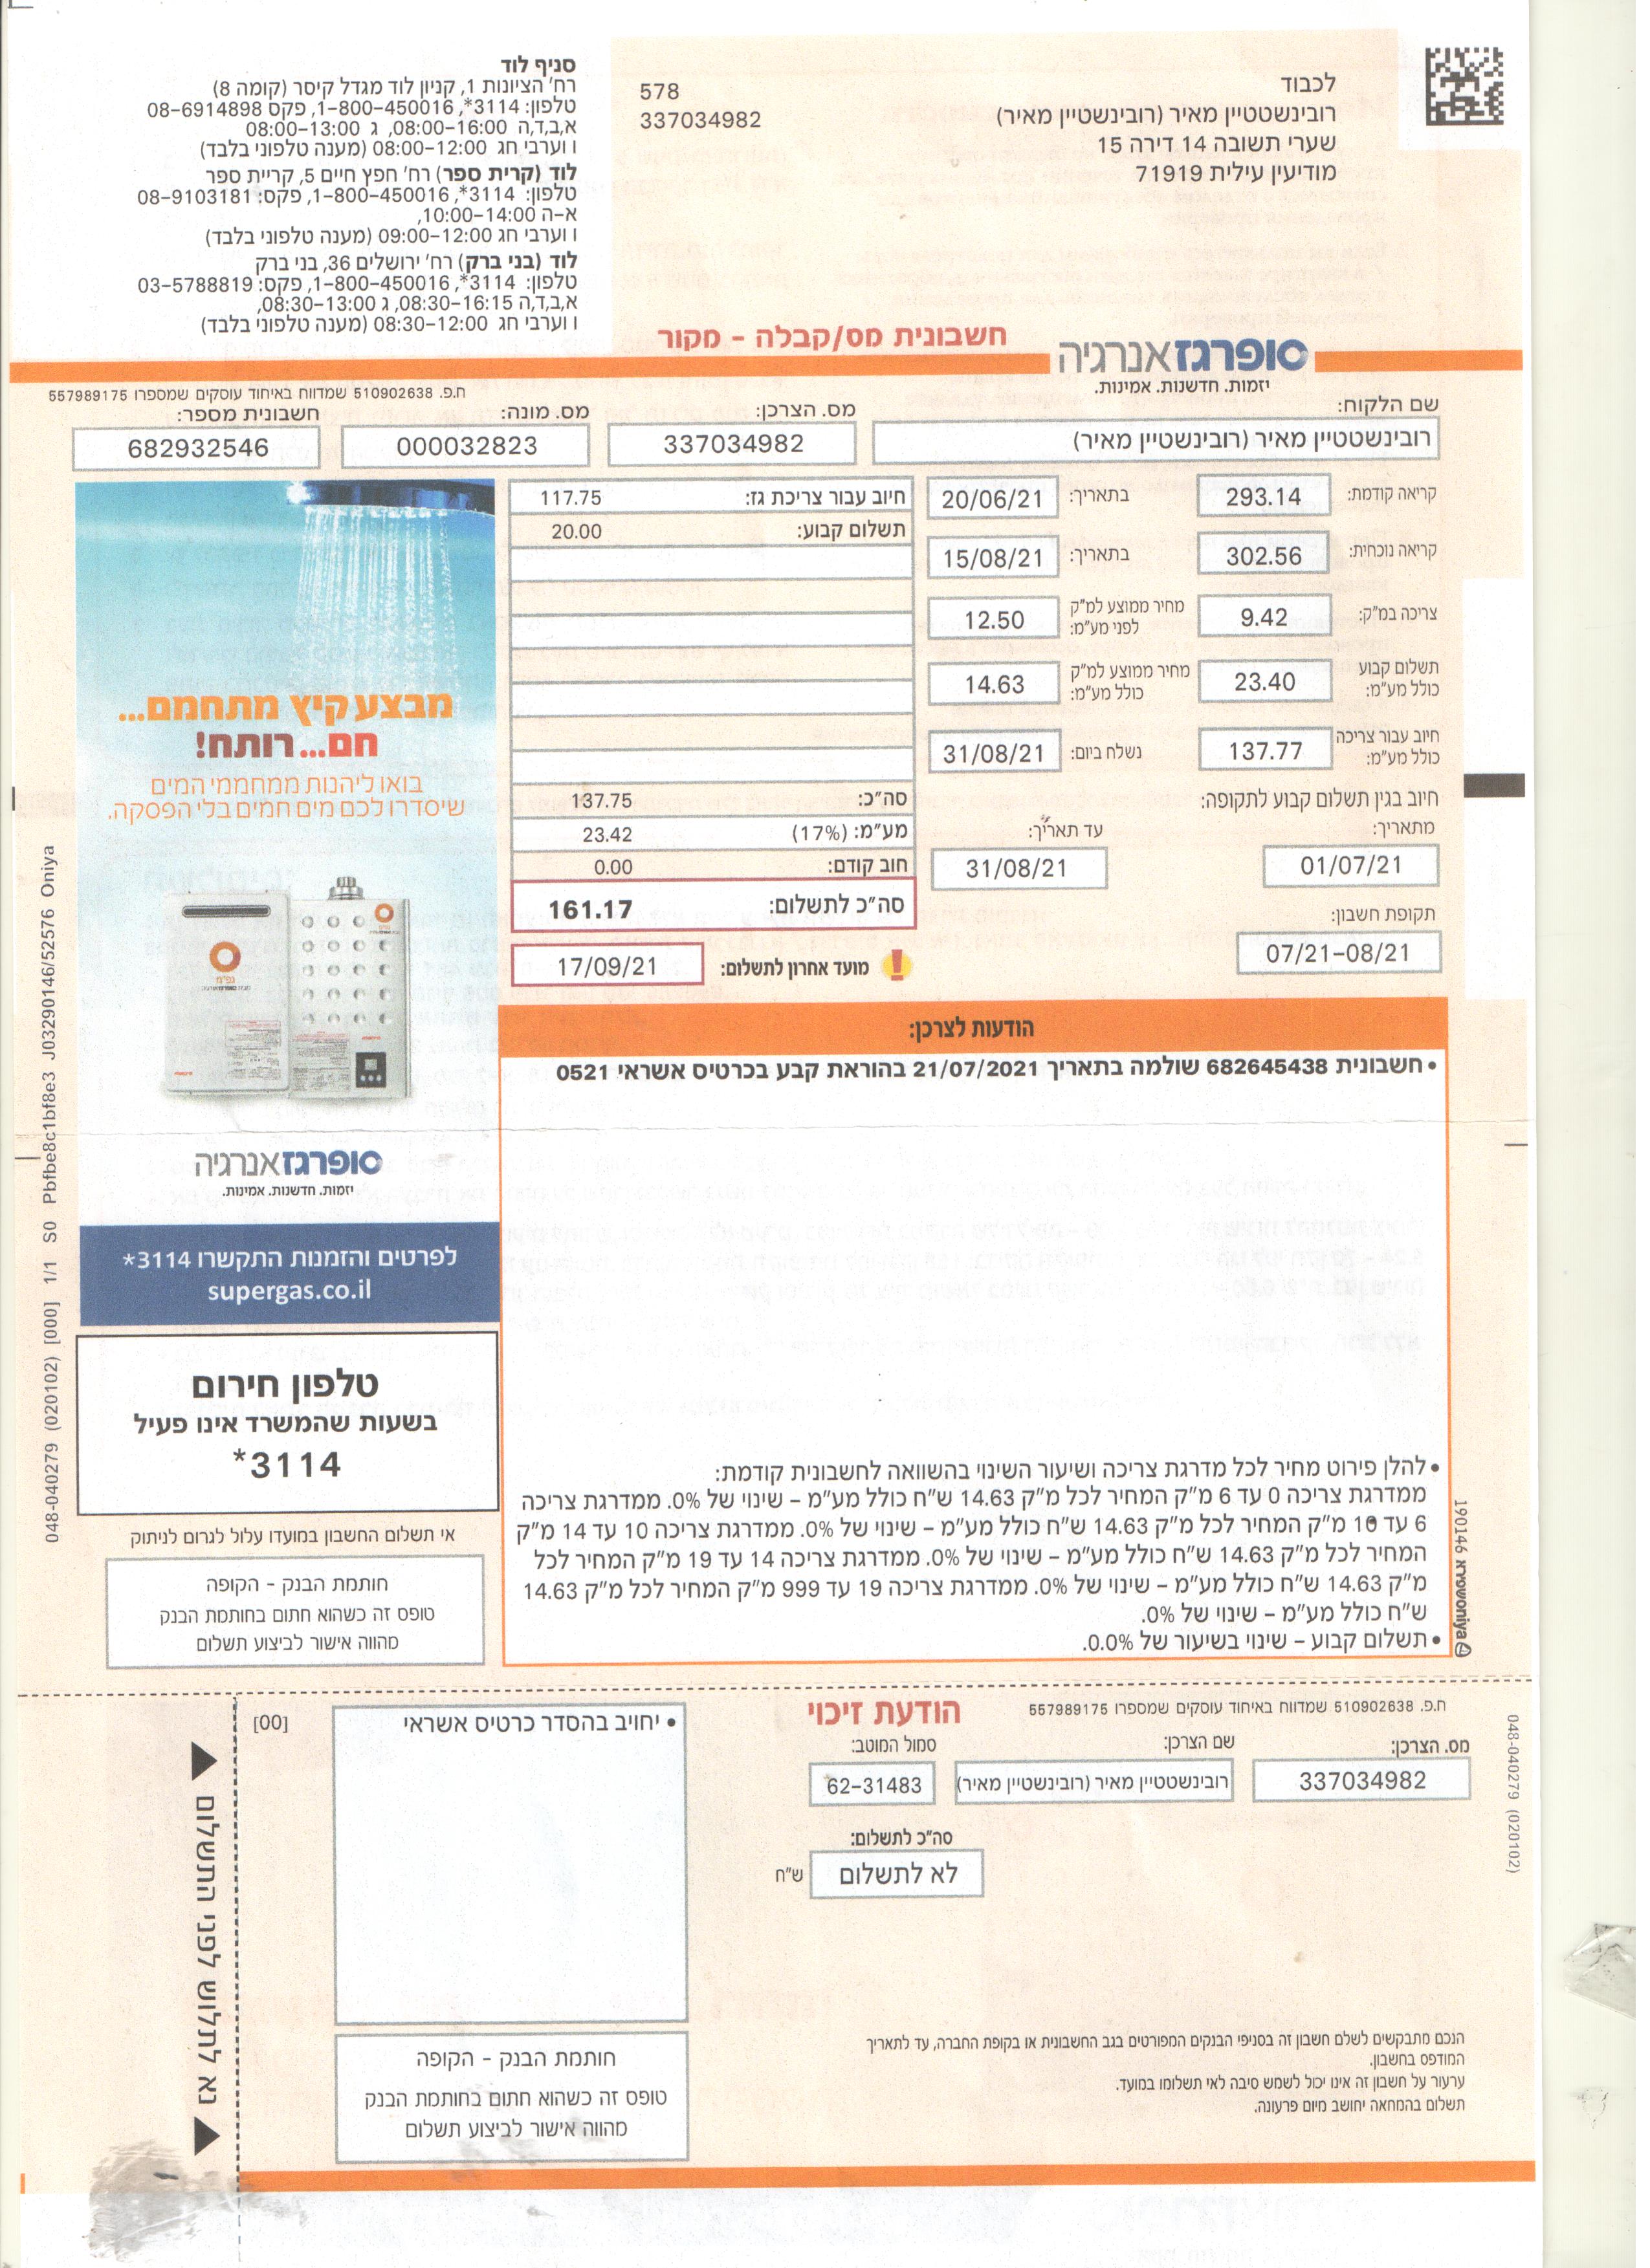 לכבוד
רובינשטטיין מאיר (רובינשטיין מאיר)
שערי תשובה 14 דירה 15
מודיעין עילית 71919
578
337034982
סניף לוד
רח' הציונות 1, קניון לוד מגדל קיסר (קומה 8)
טלפון: 3114*, 1-800-450016, פקס 08-6914898
א,ב,ד,ה 08:00-16:00, ג 08:00-13:00
ו וערבי חג 08:00-12:00 (מענה טלפוני בלבד)
לוד (קרית ספר) רח' חפץ חיים 5, קריית ספר
טלפון: 3114*, 1-800-450016, פקס: 08-9103181
א-ה 10:00-14:00,
ו וערבי חג 09:00-12:00 (מענה טלפוני בלבד)
לוד (בני ברק) רח' ירושלים 36, בני ברק
טלפון: 3114*, 1-800-450016, פקס: 03-5788819
א,ב,ד,ה 08:30-16:15, ג 08:30-13:00,
ו וערבי חג 08:30-12:00 (מענה טלפוני בלבד)
חשבונית מס/קבלה - מקור
סופרגזאנרגיה
יזמות. חדשנות. אמינות.
ח.פ. 510902638 שמדווח באיחוד עוסקים שמספרו 557989175
שם הלקוח: מס. הצרכן: מס. מונה: חשבונית מספר:
רובינשטטיין מאיר (רובינשטיין מאיר) 337034982 000032823 682932546
קריאה קודמת: 293.14 בתאריך: 20/06/21
קריאה נוכחית: 302.56 בתאריך: 15/08/21
צריכה במ"ק: 9.42 מחיר ממוצע למ"ק לפני מע"מ: 12.50
תשלום קבוע כולל מע"מ: 23.40 מחיר ממוצע למ"ק כולל מע"מ: 14.63
חיוב עבור צריכה כולל מע"מ: 137.77 נשלח ביום: 31/08/21
חיוב בגין תשלום קבוע לתקופה:
מתאריך: עד תאריך:
01/07/21 31/08/21
תקופת חשבון:
07/21-08/21
חיוב עבור צריכת גז: 117.75
תשלום קבוע: 20.00
סה"כ: 137.75
מע"מ: (17%) 23.42
חוב קודם: 0.00
סה"כ לתשלום: 161.17
מועד אחרון לתשלום: 17/09/21
מבצע קיץ מתחמם...
חם...רותח!
בואו ליהנות ממחממי המים
שיסדרו לכם מים חמים בלי הפסקה.
סופרגזאנרגיה
יזמות. חדשנות. אמינות.
לפרטים והזמנות התקשרו 3114*
supergas.co.il
טלפון חירום
בשעות שהמשרד אינו פעיל
*3114
אי תשלום החשבון במועדו עלול לגרום לניתוק
חותמת הבנק - הקופה
טופס זה כשהוא חתום בחותמת הבנק
מהווה אישור לביצוע תשלום
הודעות לצרכן:
• חשבונית 682645438 שולמה בתאריך 21/07/2021 בהוראת קבע בכרטיס אשראי 0521
• להלן פירוט מחיר לכל מדרגת צריכה ושיעור השינוי בהשוואה לחשבונית קודמת:
ממדרגת צריכה 0 עד 6 מ"ק המחיר לכל מ"ק 14.63 ש"ח כולל מע"מ - שינוי של 0%. ממדרגת צריכה
6 עד 10 מ"ק המחיר לכל מ"ק 14.63 ש"ח כולל מע"מ - שינוי של 0%. ממדרגת צריכה 10 עד 14 מ"ק
המחיר לכל מ"ק 14.63 ש"ח כולל מע"מ - שינוי של 0%. ממדרגת צריכה 14 עד 19 מ"ק המחיר לכל
מ"ק 14.63 ש"ח כולל מע"מ - שינוי של 0%. ממדרגת צריכה 19 עד 999 מ"ק המחיר לכל מ"ק 14.63
ש"ח כולל מע"מ - שינוי של 0%.
• תשלום קבוע - שינוי בשיעור של 0.0%.
048-040279 (020102) [000] 1/1 S0 Pbfbe8c1bf8e3 J03290146/52576 Oniya
ח.פ. 510902638 שמדווח באיחוד עוסקים שמספרו 557989175
הודעת זיכוי
מס. הצרכן: שם הצרכן: סמול המוטב:
337034982 רובינשטטיין מאיר (רובינשטיין מאיר) 62-31483
סה"כ לתשלום:
לא לתשלום ש"ח
• יחויב בהסדר כרטיס אשראי
[00]
נא לתלוש לפני התשלום
048-040279 (020102)
חותמת הבנק - הקופה
טופס זה כשהוא חתום בחותמת הבנק
מהווה אישור לביצוע תשלום
הנכם מתבקשים לשלם חשבון זה בסניפי הבנקים המפורטים בגב החשבונית או בקופת החברה, עד לתאריך
המודפס בחשבון.
ערעור על חשבון זה אינו יכול לשמש סיבה לאי תשלומו במועד.
תשלום בהמחאה יחושב מיום פרעונה.